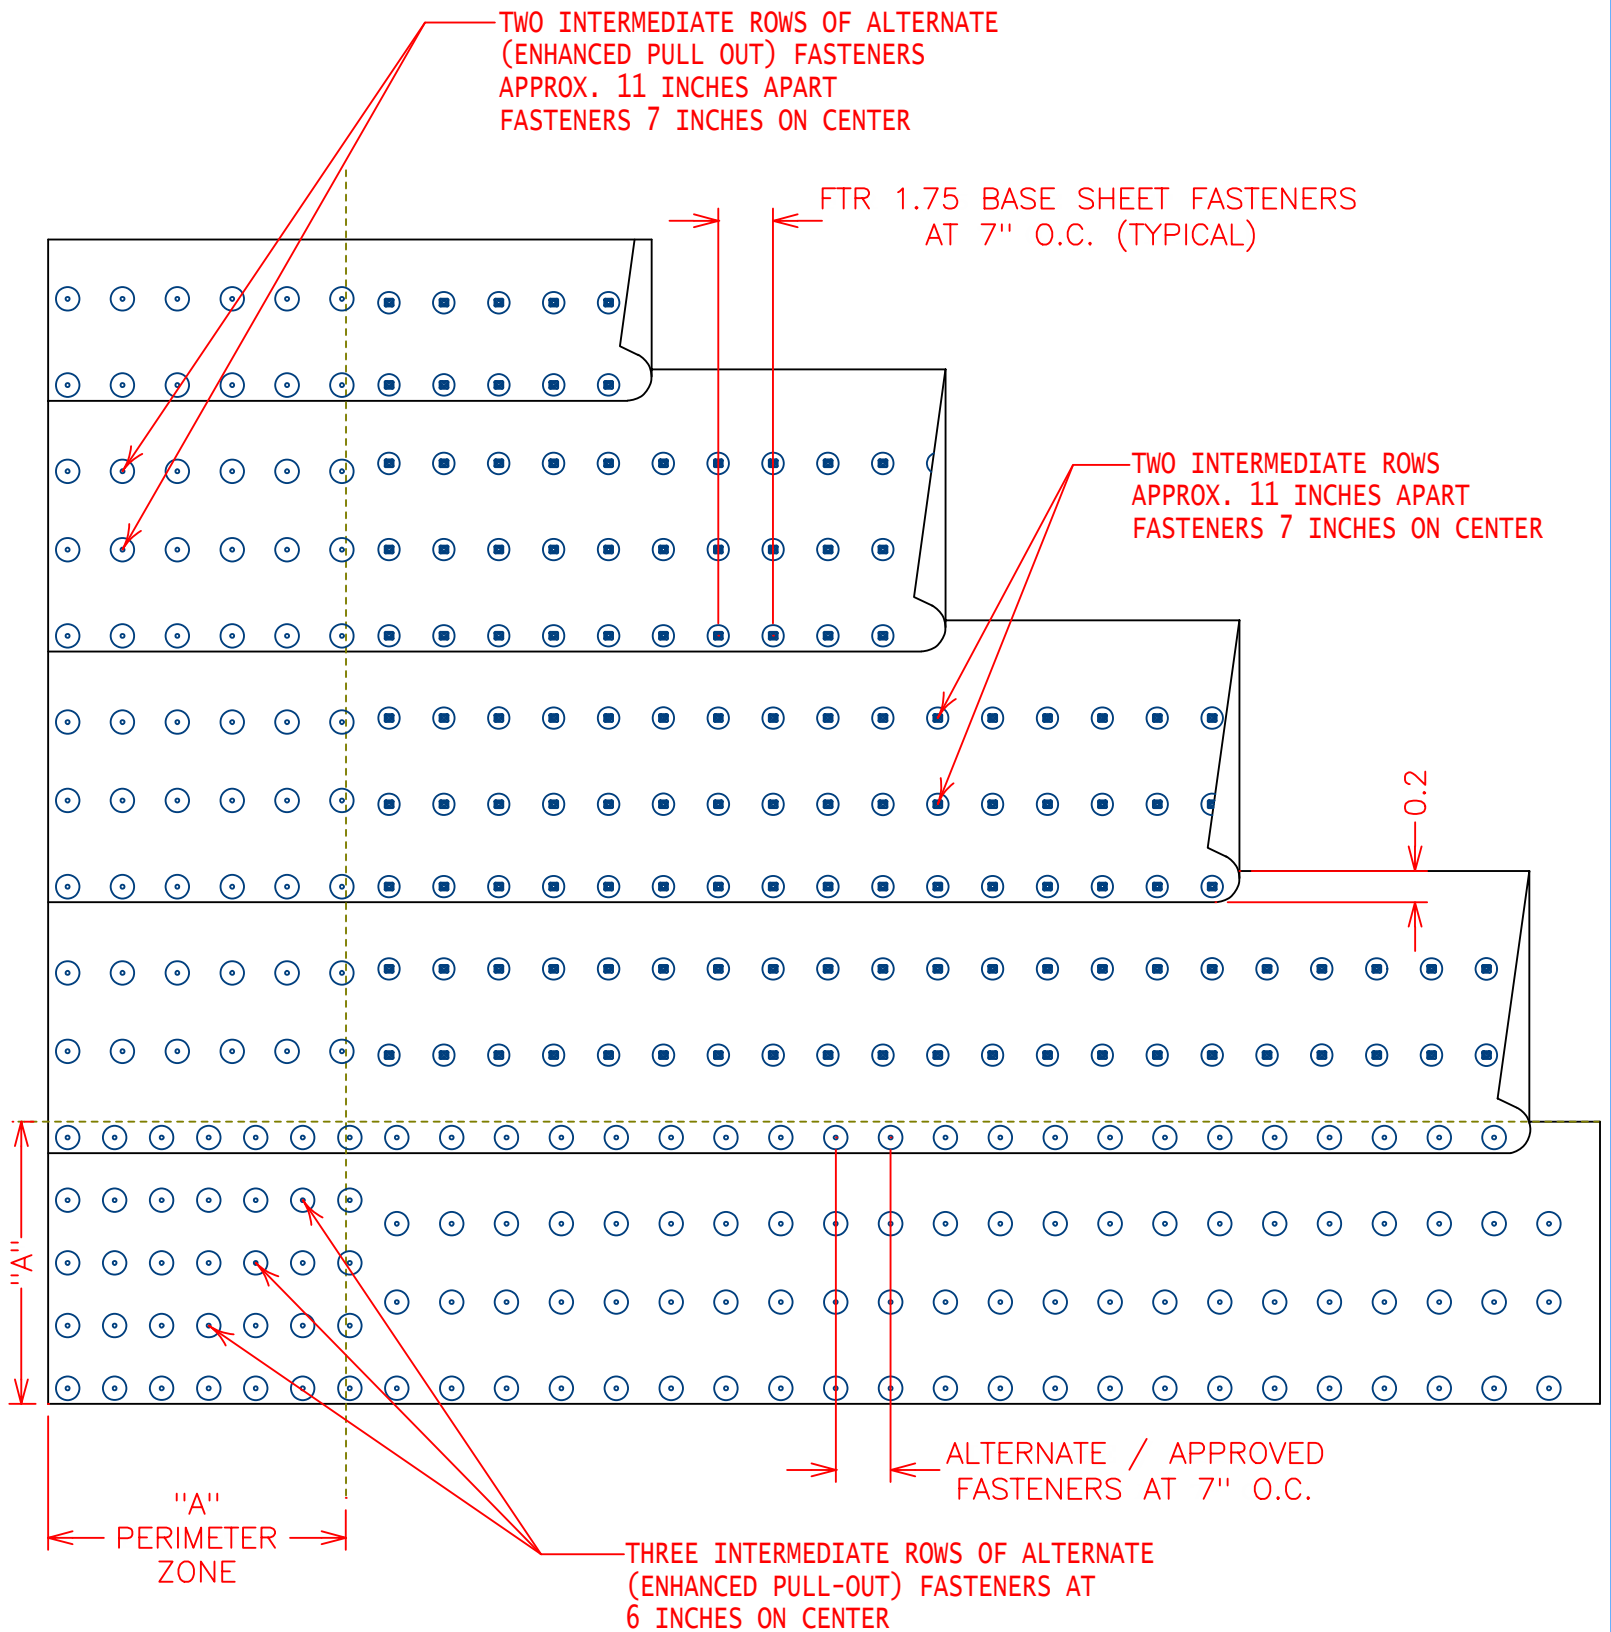 TWO INTERMEDIATE ROWS OF ALTERNATE
(ENHANCED PULL OUT) FASTENERS
APPROX. 11 INCHES APART
FASTENERS 7 INCHES ON CENTER
FTR 1.75 BASE SHEET FASTENERS
AT 7" O.C. (TYPICAL)
TWO INTERMEDIATE ROWS
APPROX. 11 INCHES APART
FASTENERS 7 INCHES ON CENTER
0.2
"A"
ALTERNATE / APPROVED
FASTENERS AT 7" O.C.
"A"
PERIMETER
ZONE
THREE INTERMEDIATE ROWS OF ALTERNATE
(ENHANCED PULL-OUT) FASTENERS AT
6 INCHES ON CENTER